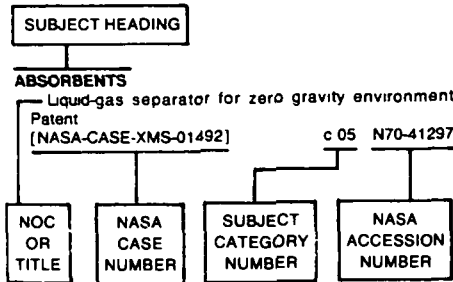 SUBJECT HEADING
ABSORBENTS
Liquid-gas separator for zero gravity environment
Patent
[NASA-CASE-XMS-01492] c 05 N70-41297
NOC OR TITLE
NASA CASE NUMBER
SUBJECT CATEGORY NUMBER
NASA ACCESSION NUMBER